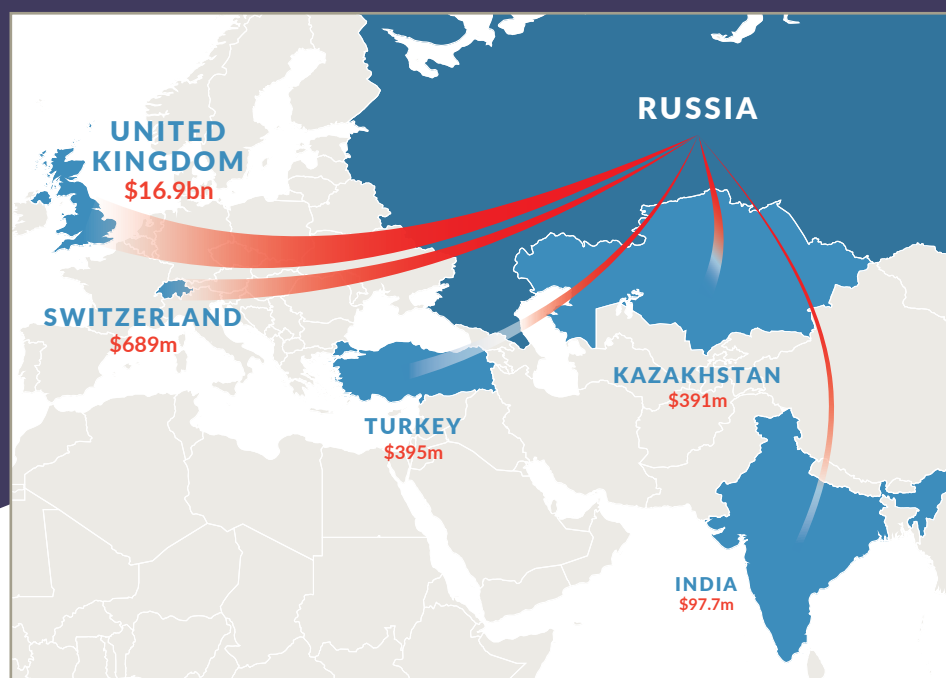 RUSSIA
UNITED
KINGDOM
$16.9bn
SWITZERLAND
$689m
KAZAKHSTAN
$391m
TURKEY
$395m
INDIA
$97.7m